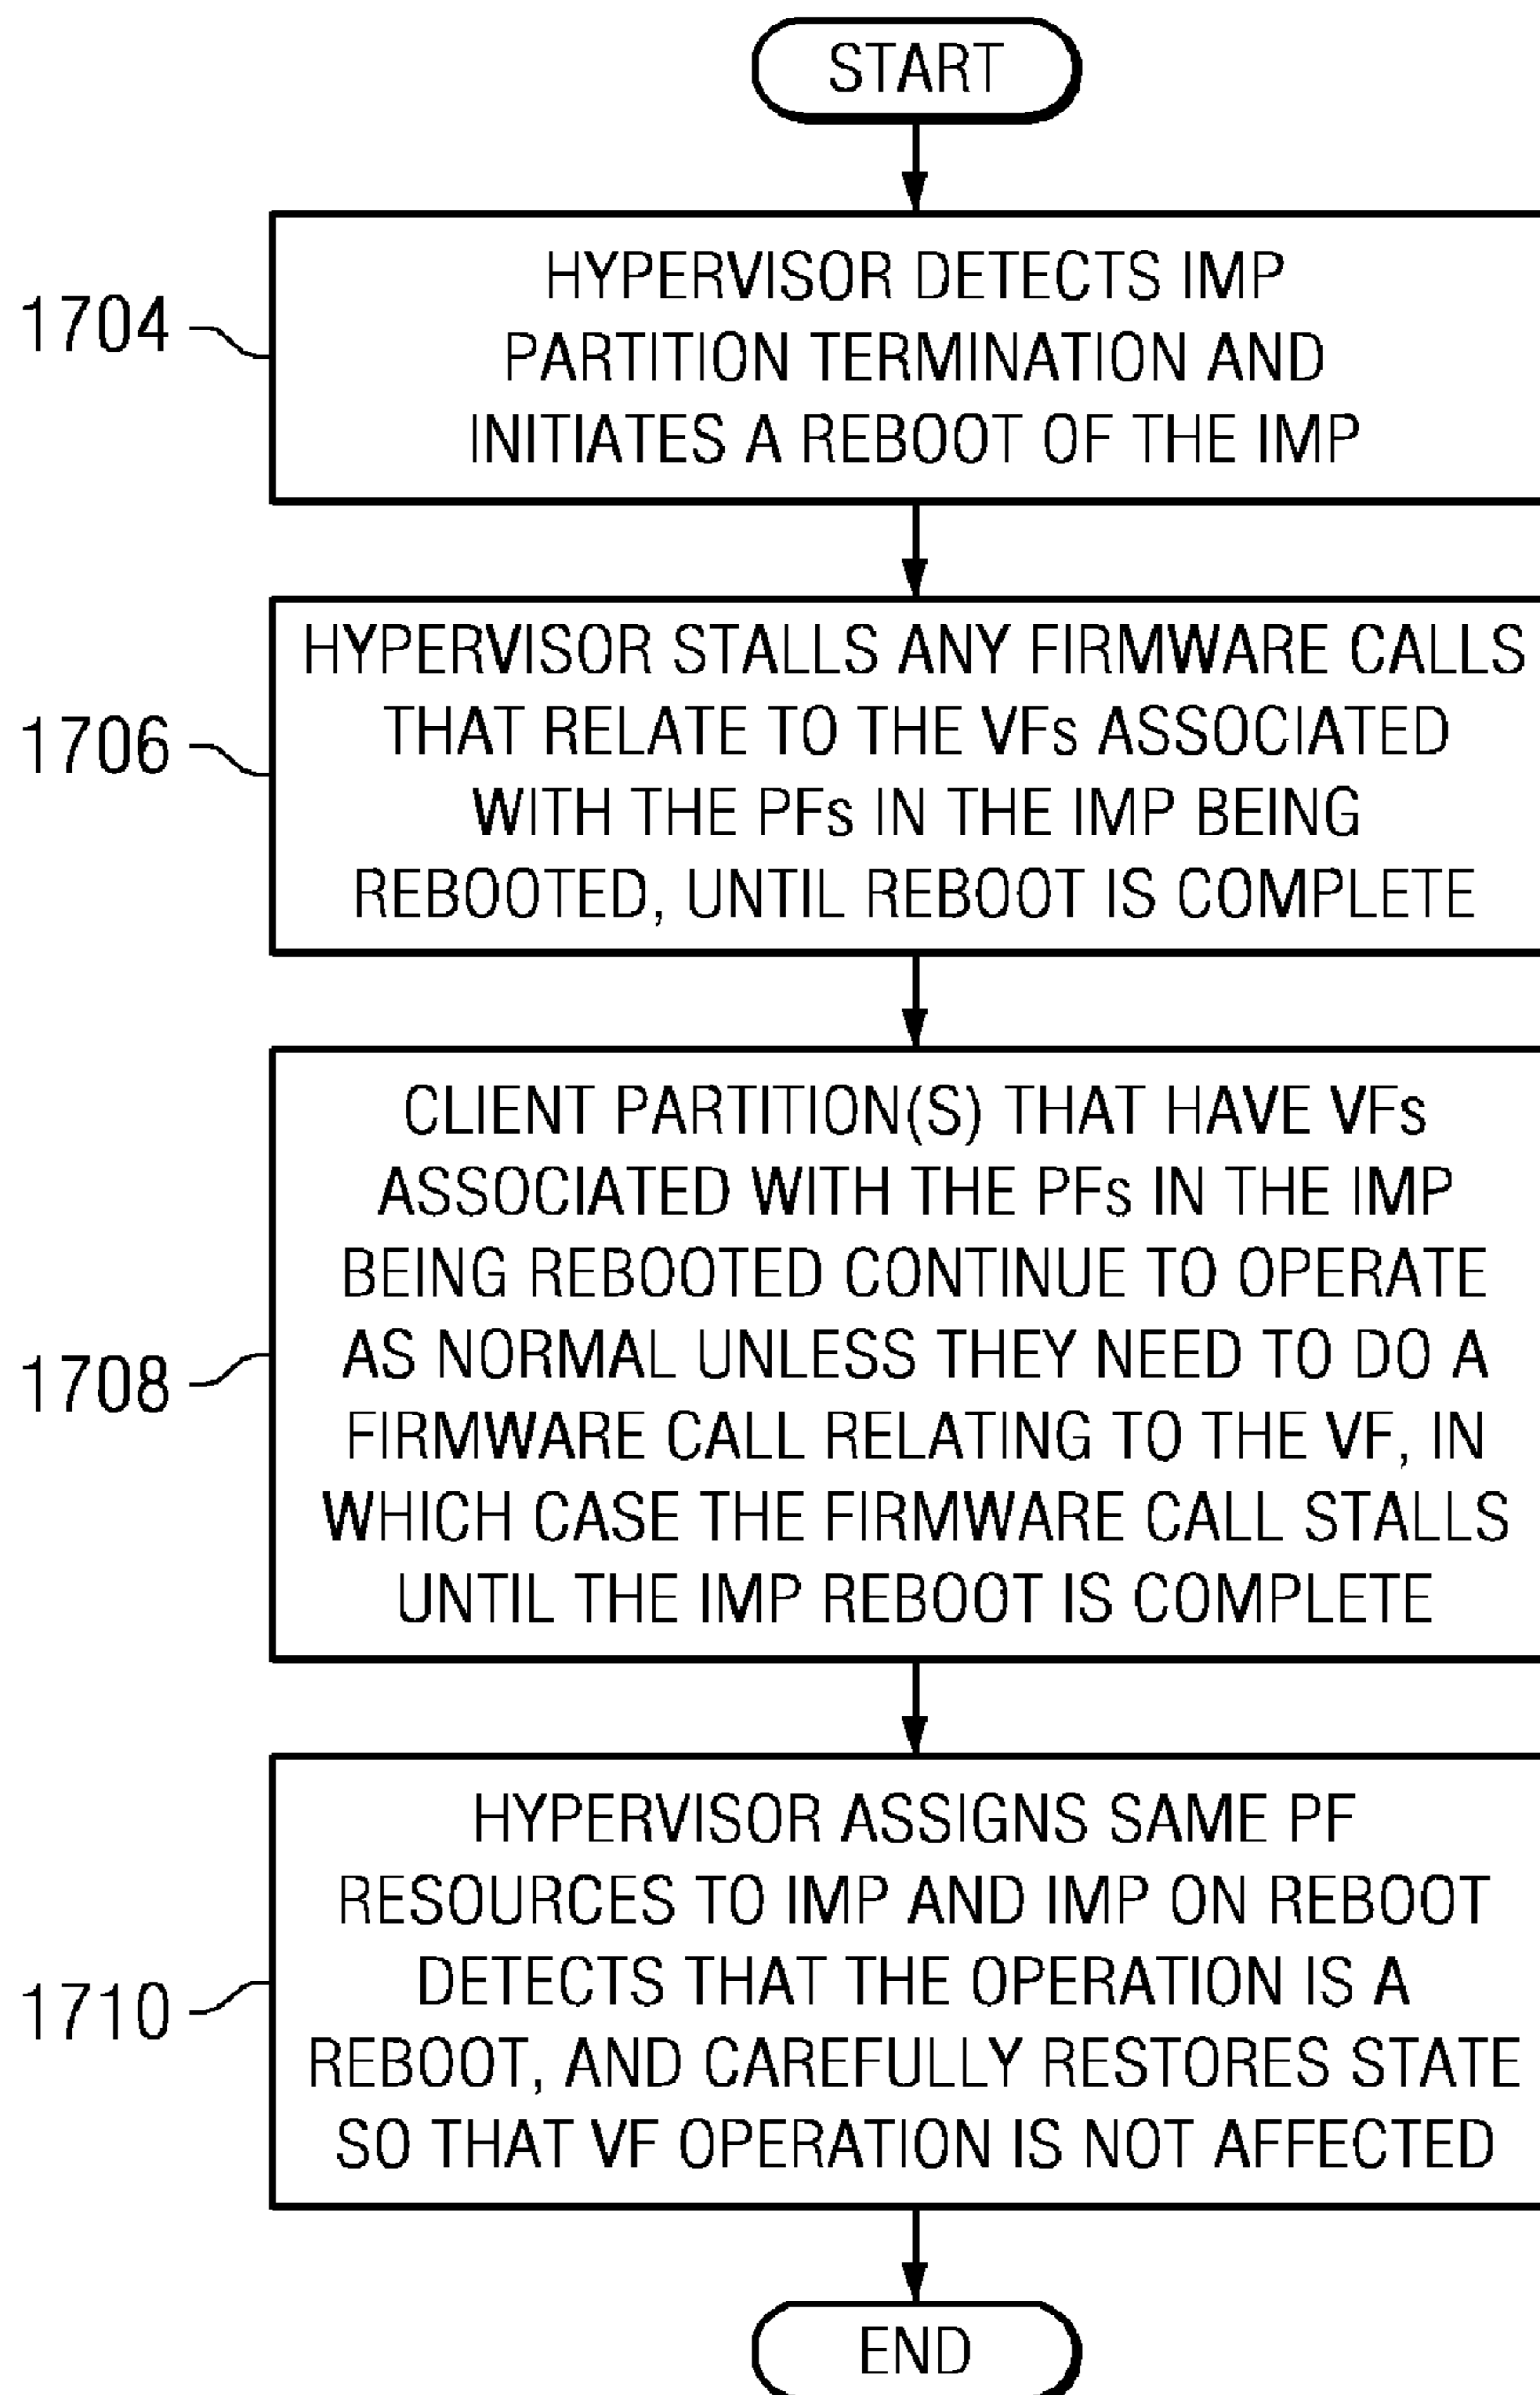 START
1704
HYPERVISOR DETECTS IMP
PARTITION TERMINATION AND
INITIATES A REBOOT OF THE IMP
1706
HYPERVISOR STALLS ANY FIRMWARE CALLS
THAT RELATE TO THE VFs ASSOCIATED
WITH THE PFs IN THE IMP BEING
REBOOTED, UNTIL REBOOT IS COMPLETE
1708
CLIENT PARTITION(S) THAT HAVE VFs
ASSOCIATED WITH THE PFs IN THE IMP
BEING REBOOTED CONTINUE TO OPERATE
AS NORMAL UNLESS THEY NEED TO DO A
FIRMWARE CALL RELATING TO THE VF, IN
WHICH CASE THE FIRMWARE CALL STALLS
UNTIL THE IMP REBOOT IS COMPLETE
1710
HYPERVISOR ASSIGNS SAME PF
RESOURCES TO IMP AND IMP ON REBOOT
DETECTS THAT THE OPERATION IS A
REBOOT, AND CAREFULLY RESTORES STATE
SO THAT VF OPERATION IS NOT AFFECTED
END